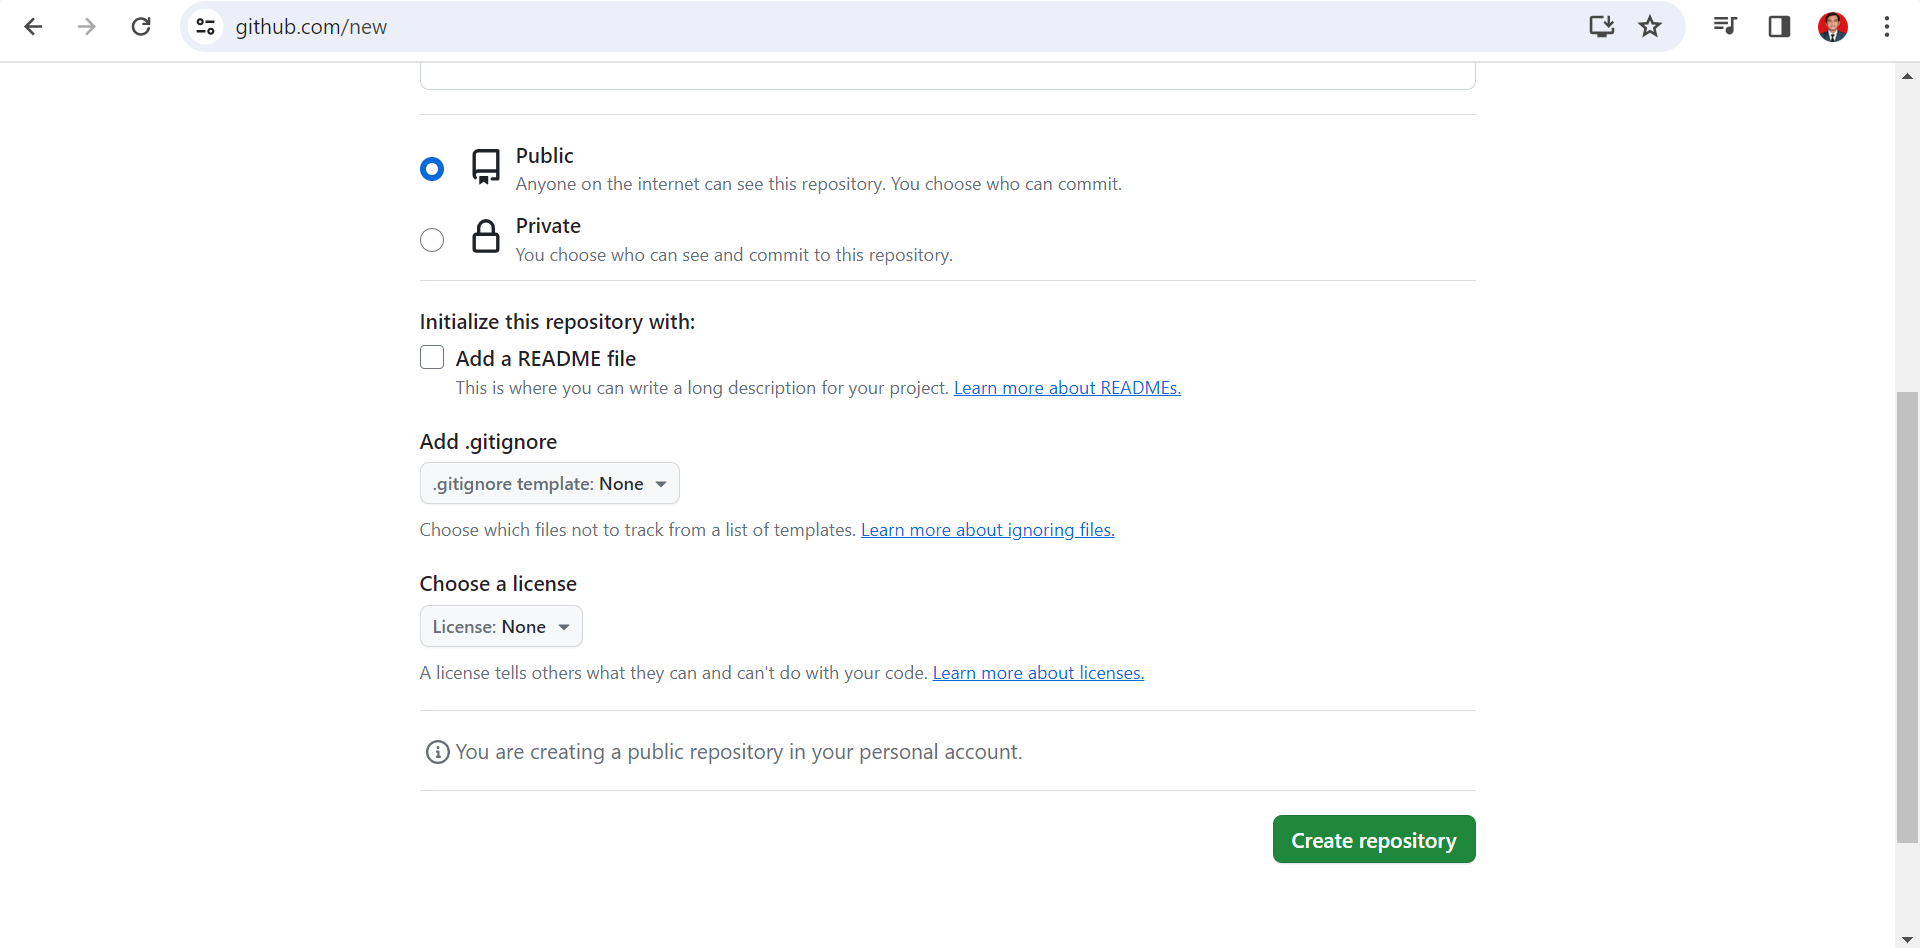 github.com/new
Public
Anyone on the internet can see this repository. You choose who can commit.
Private
You choose who can see and commit to this repository.
Initialize this repository with:
Add a README file
This is where you can write a long description for your project. Learn more about READMEs.
Add .gitignore
.gitignore template: None
Choose which files not to track from a list of templates. Learn more about ignoring files.
Choose a license
License: None
A license tells others what they can and can't do with your code. Learn more about licenses.
You are creating a public repository in your personal account.
Create repository